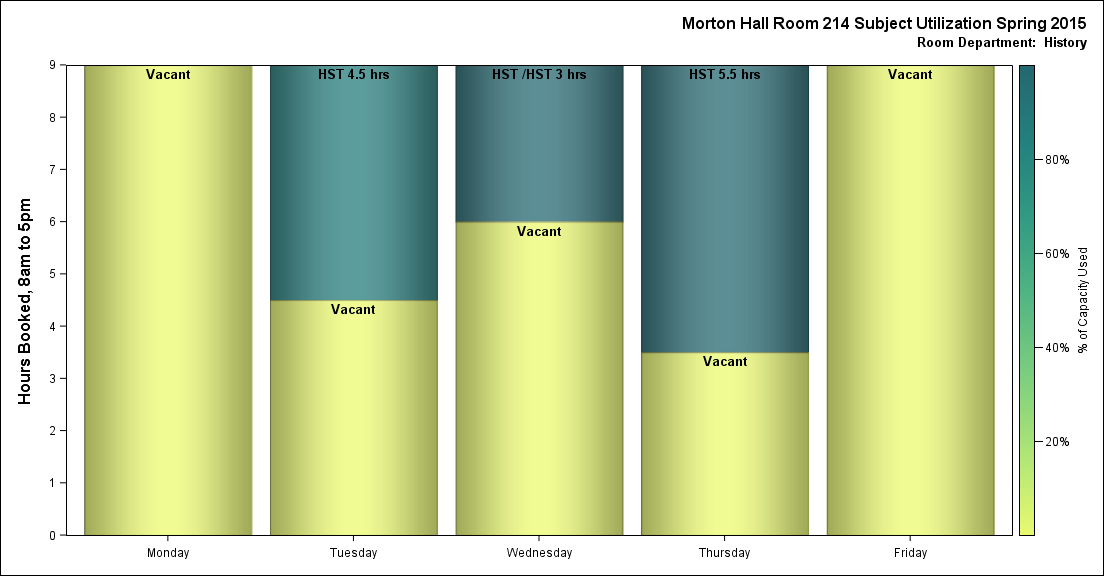 Morton Hall Room 214 Subject Utilization Spring 2015
Room Department:  History
Hours Booked, 8am to 5pm
9
8
7
6
5
4
3
2
1
0
Vacant
HST 4.5 hrs
HST /HST 3 hrs
HST 5.5 hrs
Vacant
Vacant
Vacant
Vacant
Monday
Tuesday
Wednesday
Thursday
Friday
80%
60%
40%
20%
% of Capacity Used